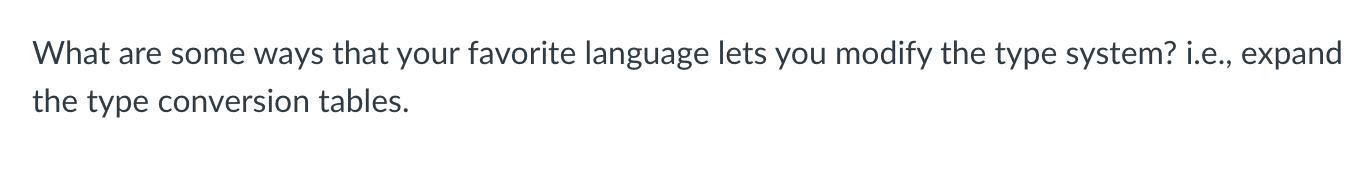 What are some ways that your favorite language lets you modify the type system? i.e., expand
the type conversion tables.